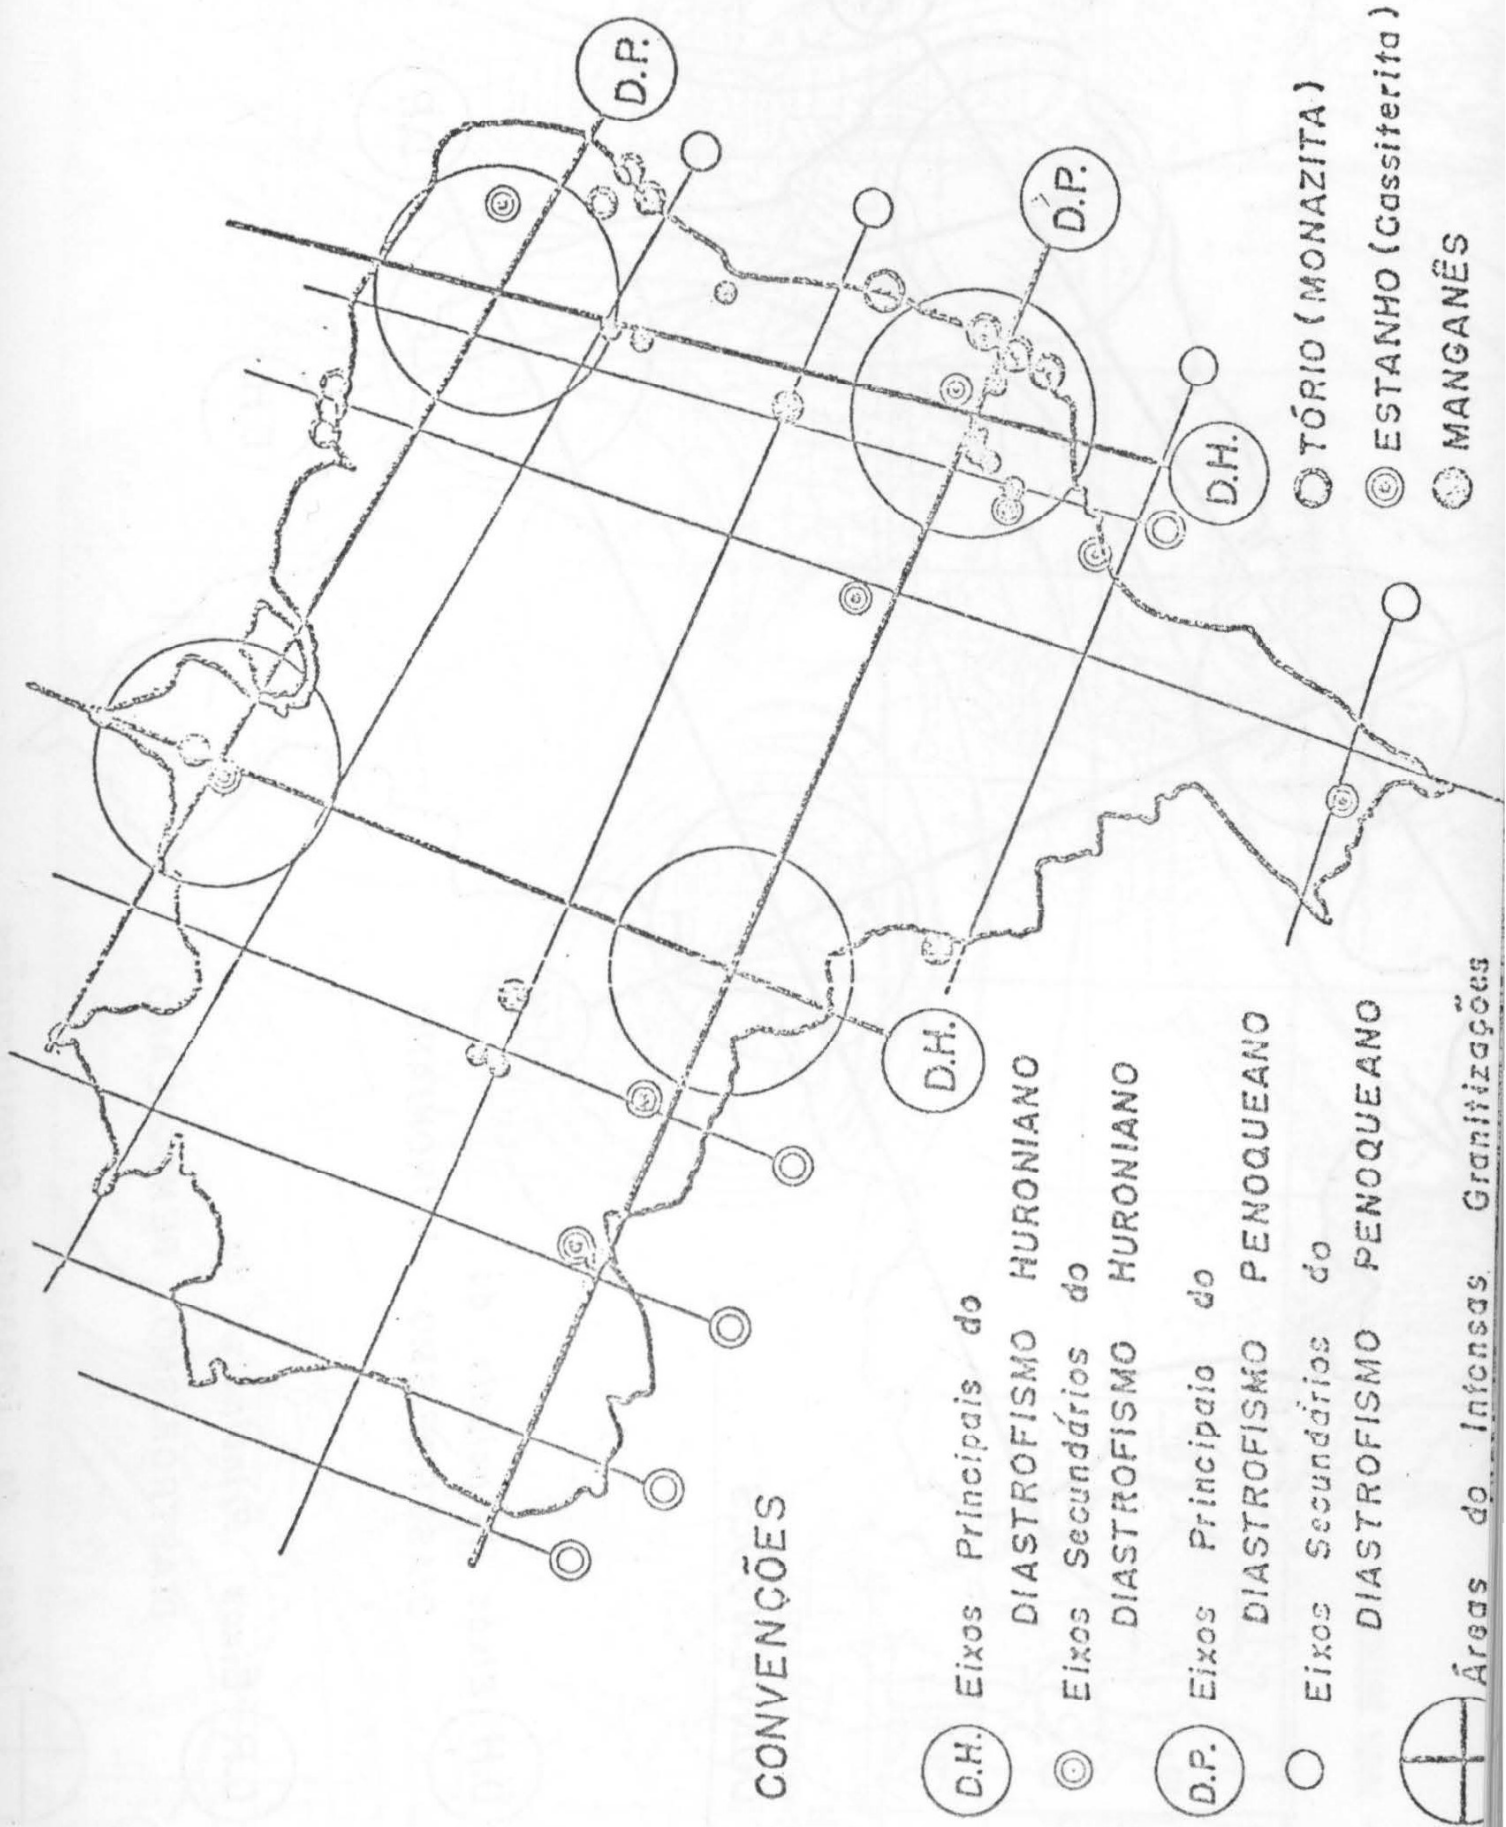 D.P.
D.P.
D.H.
D.H.
CONVENÇÕES
D.H. Eixos Principais do
DIASTROFISMO HURONIANO
Eixos Secundários do
DIASTROFISMO HURONIANO
D.P. Eixos Principais do
DIASTROFISMO PENOQUEANO
Eixos Secundários do
DIASTROFISMO PENOQUEANO
Áreas do Intensas Granitizações
TÓRIO (MONAZITA)
ESTANHO (Cassiterita)
MANGANÊS